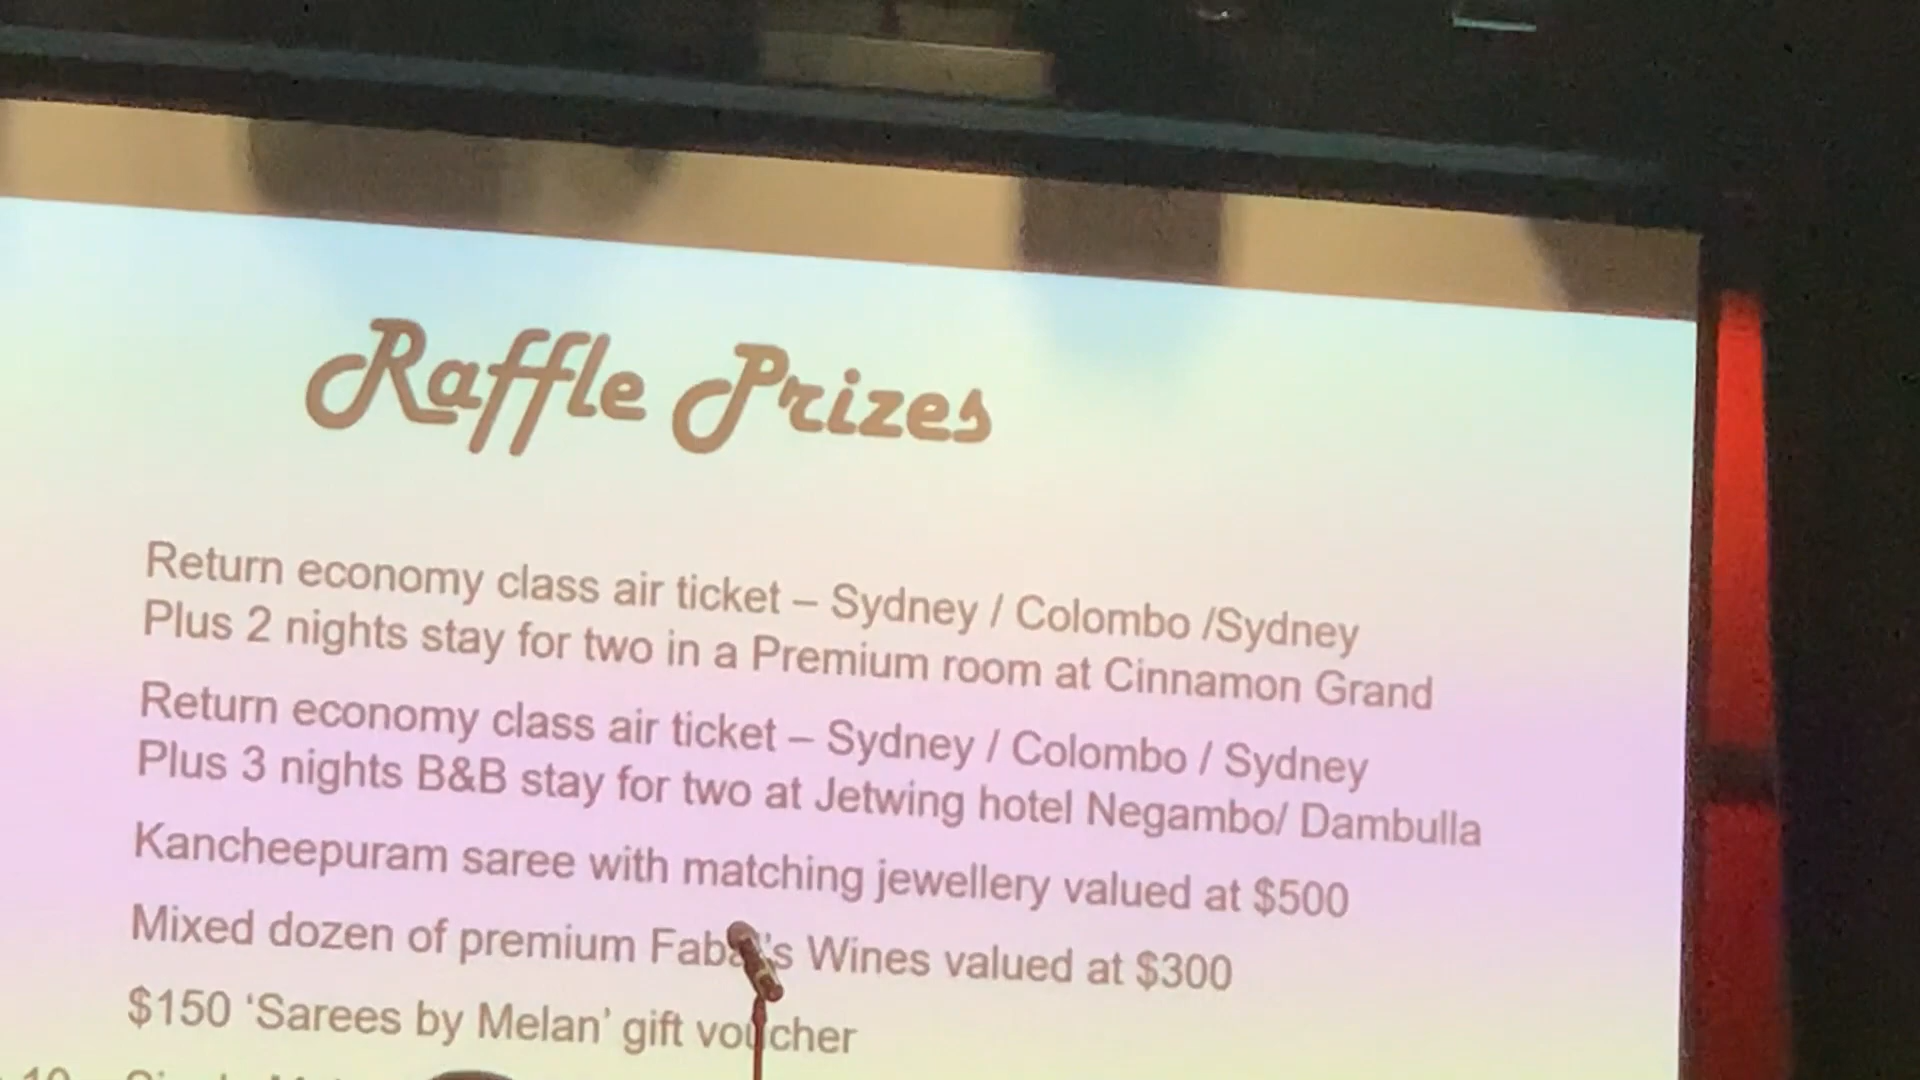 Raffle Prizes
Return economy class air ticket – Sydney / Colombo /Sydney
Plus 2 nights stay for two in a Premium room at Cinnamon Grand
Return economy class air ticket – Sydney / Colombo / Sydney
Plus 3 nights B&B stay for two at Jetwing hotel Negambo/ Dambulla
Kancheepuram saree with matching jewellery valued at $500
Mixed dozen of premium Wines valued at $300
$150 ‘Sarees by Melan’ gift voucher
10